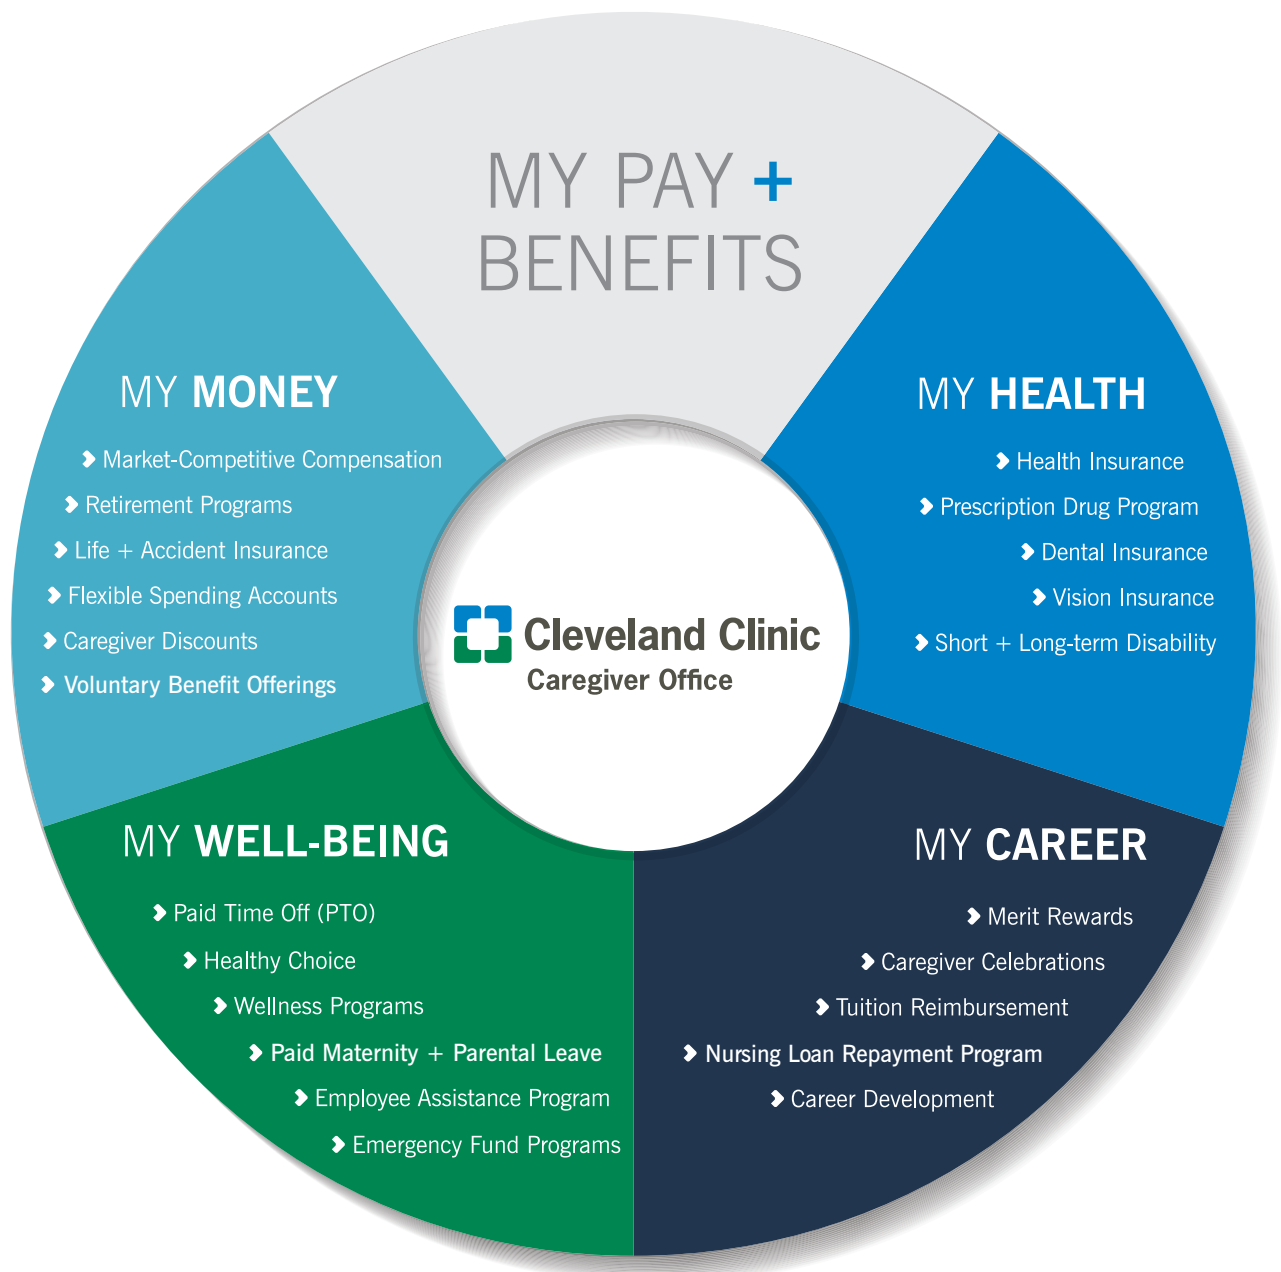 MY PAY +
BENEFITS
MY MONEY
Market-Competitive Compensation
Retirement Programs
Life + Accident Insurance
Flexible Spending Accounts
Caregiver Discounts
Voluntary Benefit Offerings
MY HEALTH
Health Insurance
Prescription Drug Program
Dental Insurance
Vision Insurance
Short + Long-term Disability
Cleveland Clinic
Caregiver Office
MY WELL-BEING
Paid Time Off (PTO)
Healthy Choice
Wellness Programs
Paid Maternity + Parental Leave
Employee Assistance Program
Emergency Fund Programs
MY CAREER
Merit Rewards
Caregiver Celebrations
Tuition Reimbursement
Nursing Loan Repayment Program
Career Development